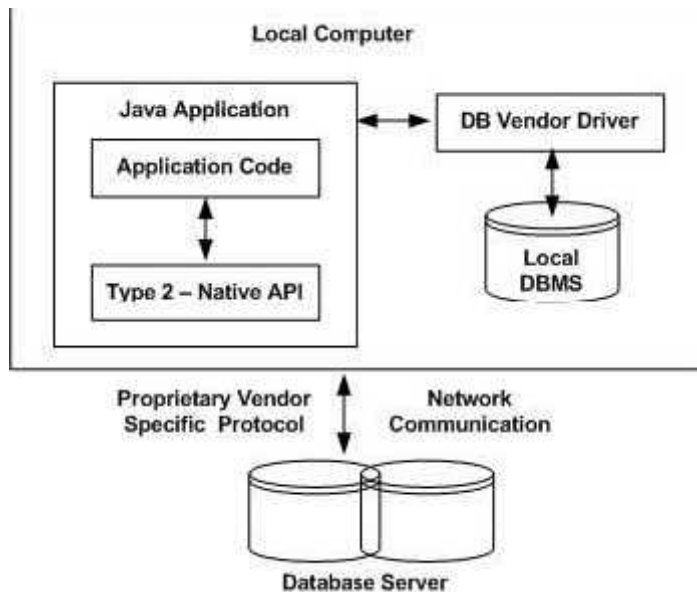 Local Computer
Java Application
DB Vendor Driver
Application Code
Local
DBMS
Type 2 – Native API
Proprietary Vendor
Specific Protocol
Network
Communication
Database Server